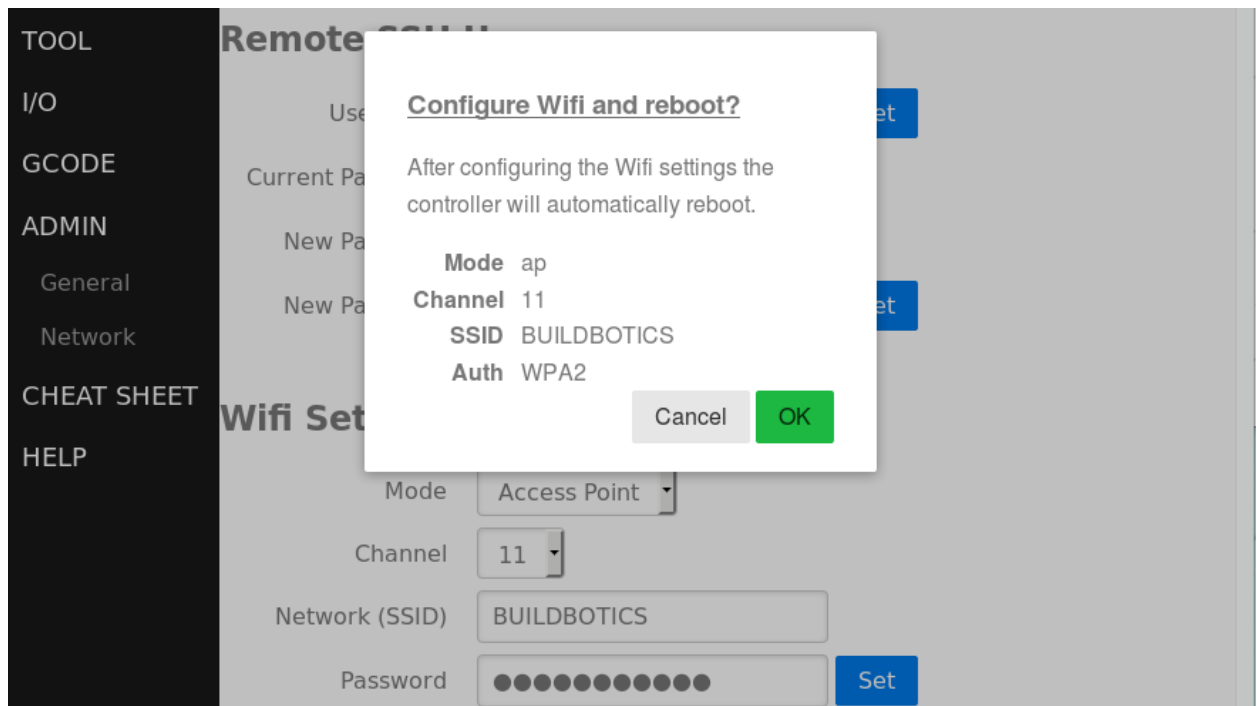 TOOL
I/O
GCODE
ADMIN
General
Network
CHEAT SHEET
HELP
Remote SSH
Configure Wifi and reboot?
After configuring the Wifi settings the
controller will automatically reboot.
Mode ap
Channel 11
SSID BUILDBOTICS
Auth WPA2
Cancel OK
Use
et
Current Pa
New Pa
New Pa
et
Wifi Set
Mode Access Point
Channel 11
Network (SSID) BUILDBOTICS
Password ●●●●●●●●●●● Set